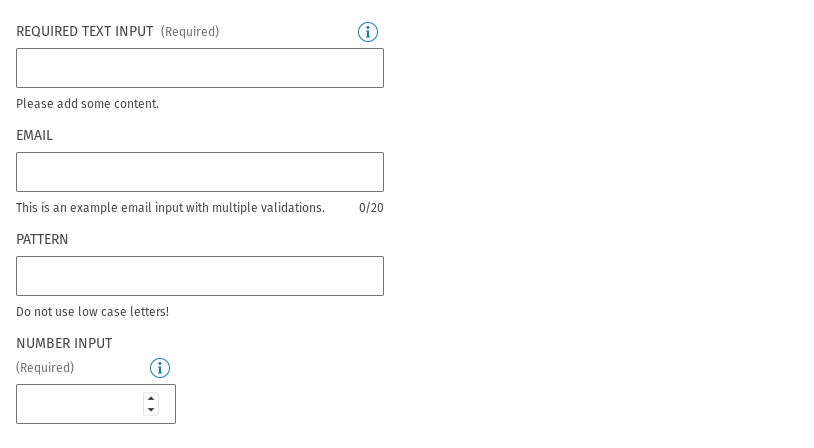 REQUIRED TEXT INPUT (Required)
Please add some content.
EMAIL
This is an example email input with multiple validations. 0/20
PATTERN
Do not use low case letters!
NUMBER INPUT
(Required)